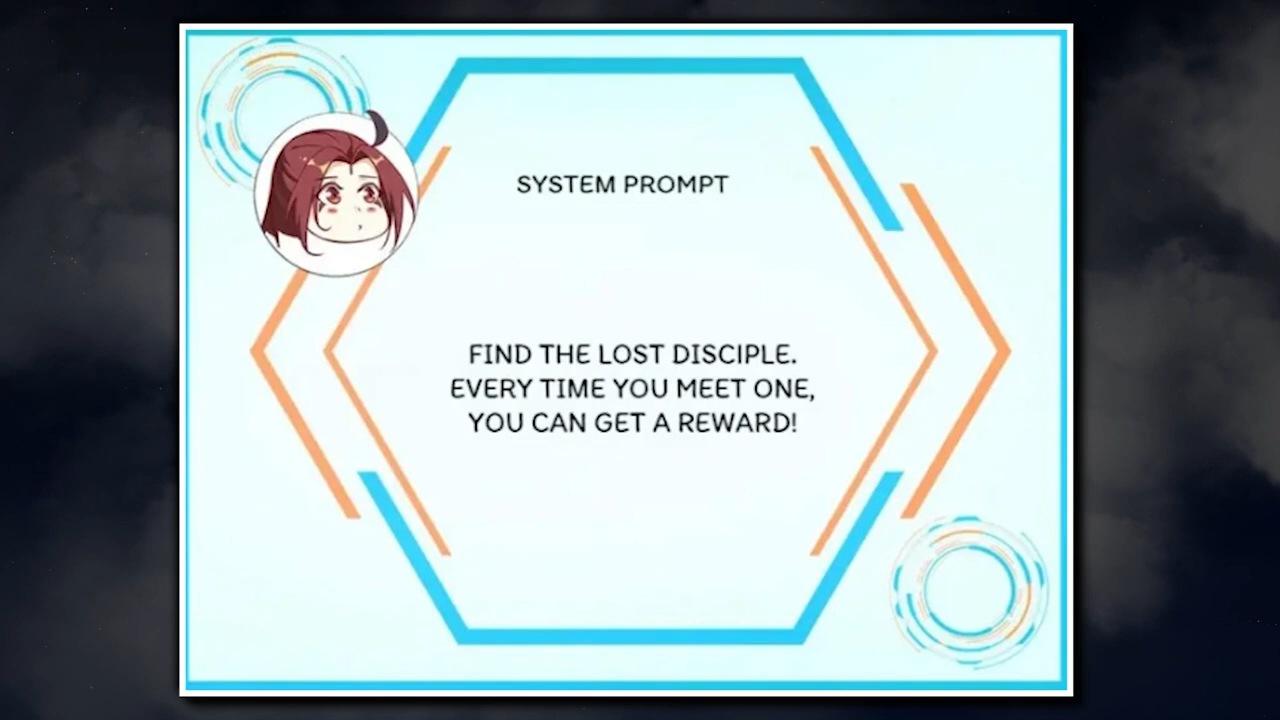 SYSTEM PROMPT
FIND THE LOST DISCIPLE.
EVERY TIME YOU MEET ONE,
YOU CAN GET A REWARD!